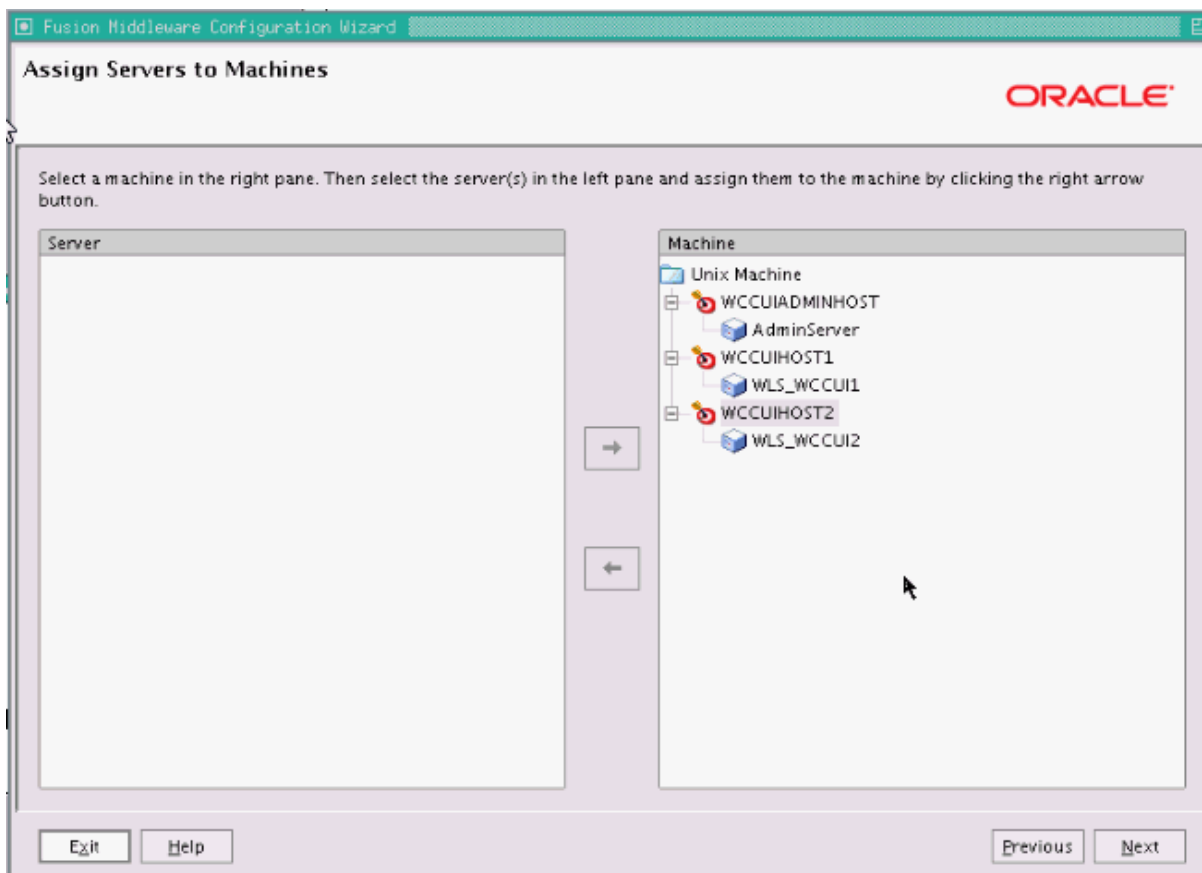 Fusion Middleware Configuration Wizard
Assign Servers to Machines
ORACLE
Select a machine in the right pane. Then select the server(s) in the left pane and assign them to the machine by clicking the right arrow
button.
Server
Machine
Unix Machine
WCCUIADMINHOST
AdminServer
WCCUIHOST1
WLS_WCCUI1
WCCUIHOST2
WLS_WCCUI2
Exit
Help
Previous
Next